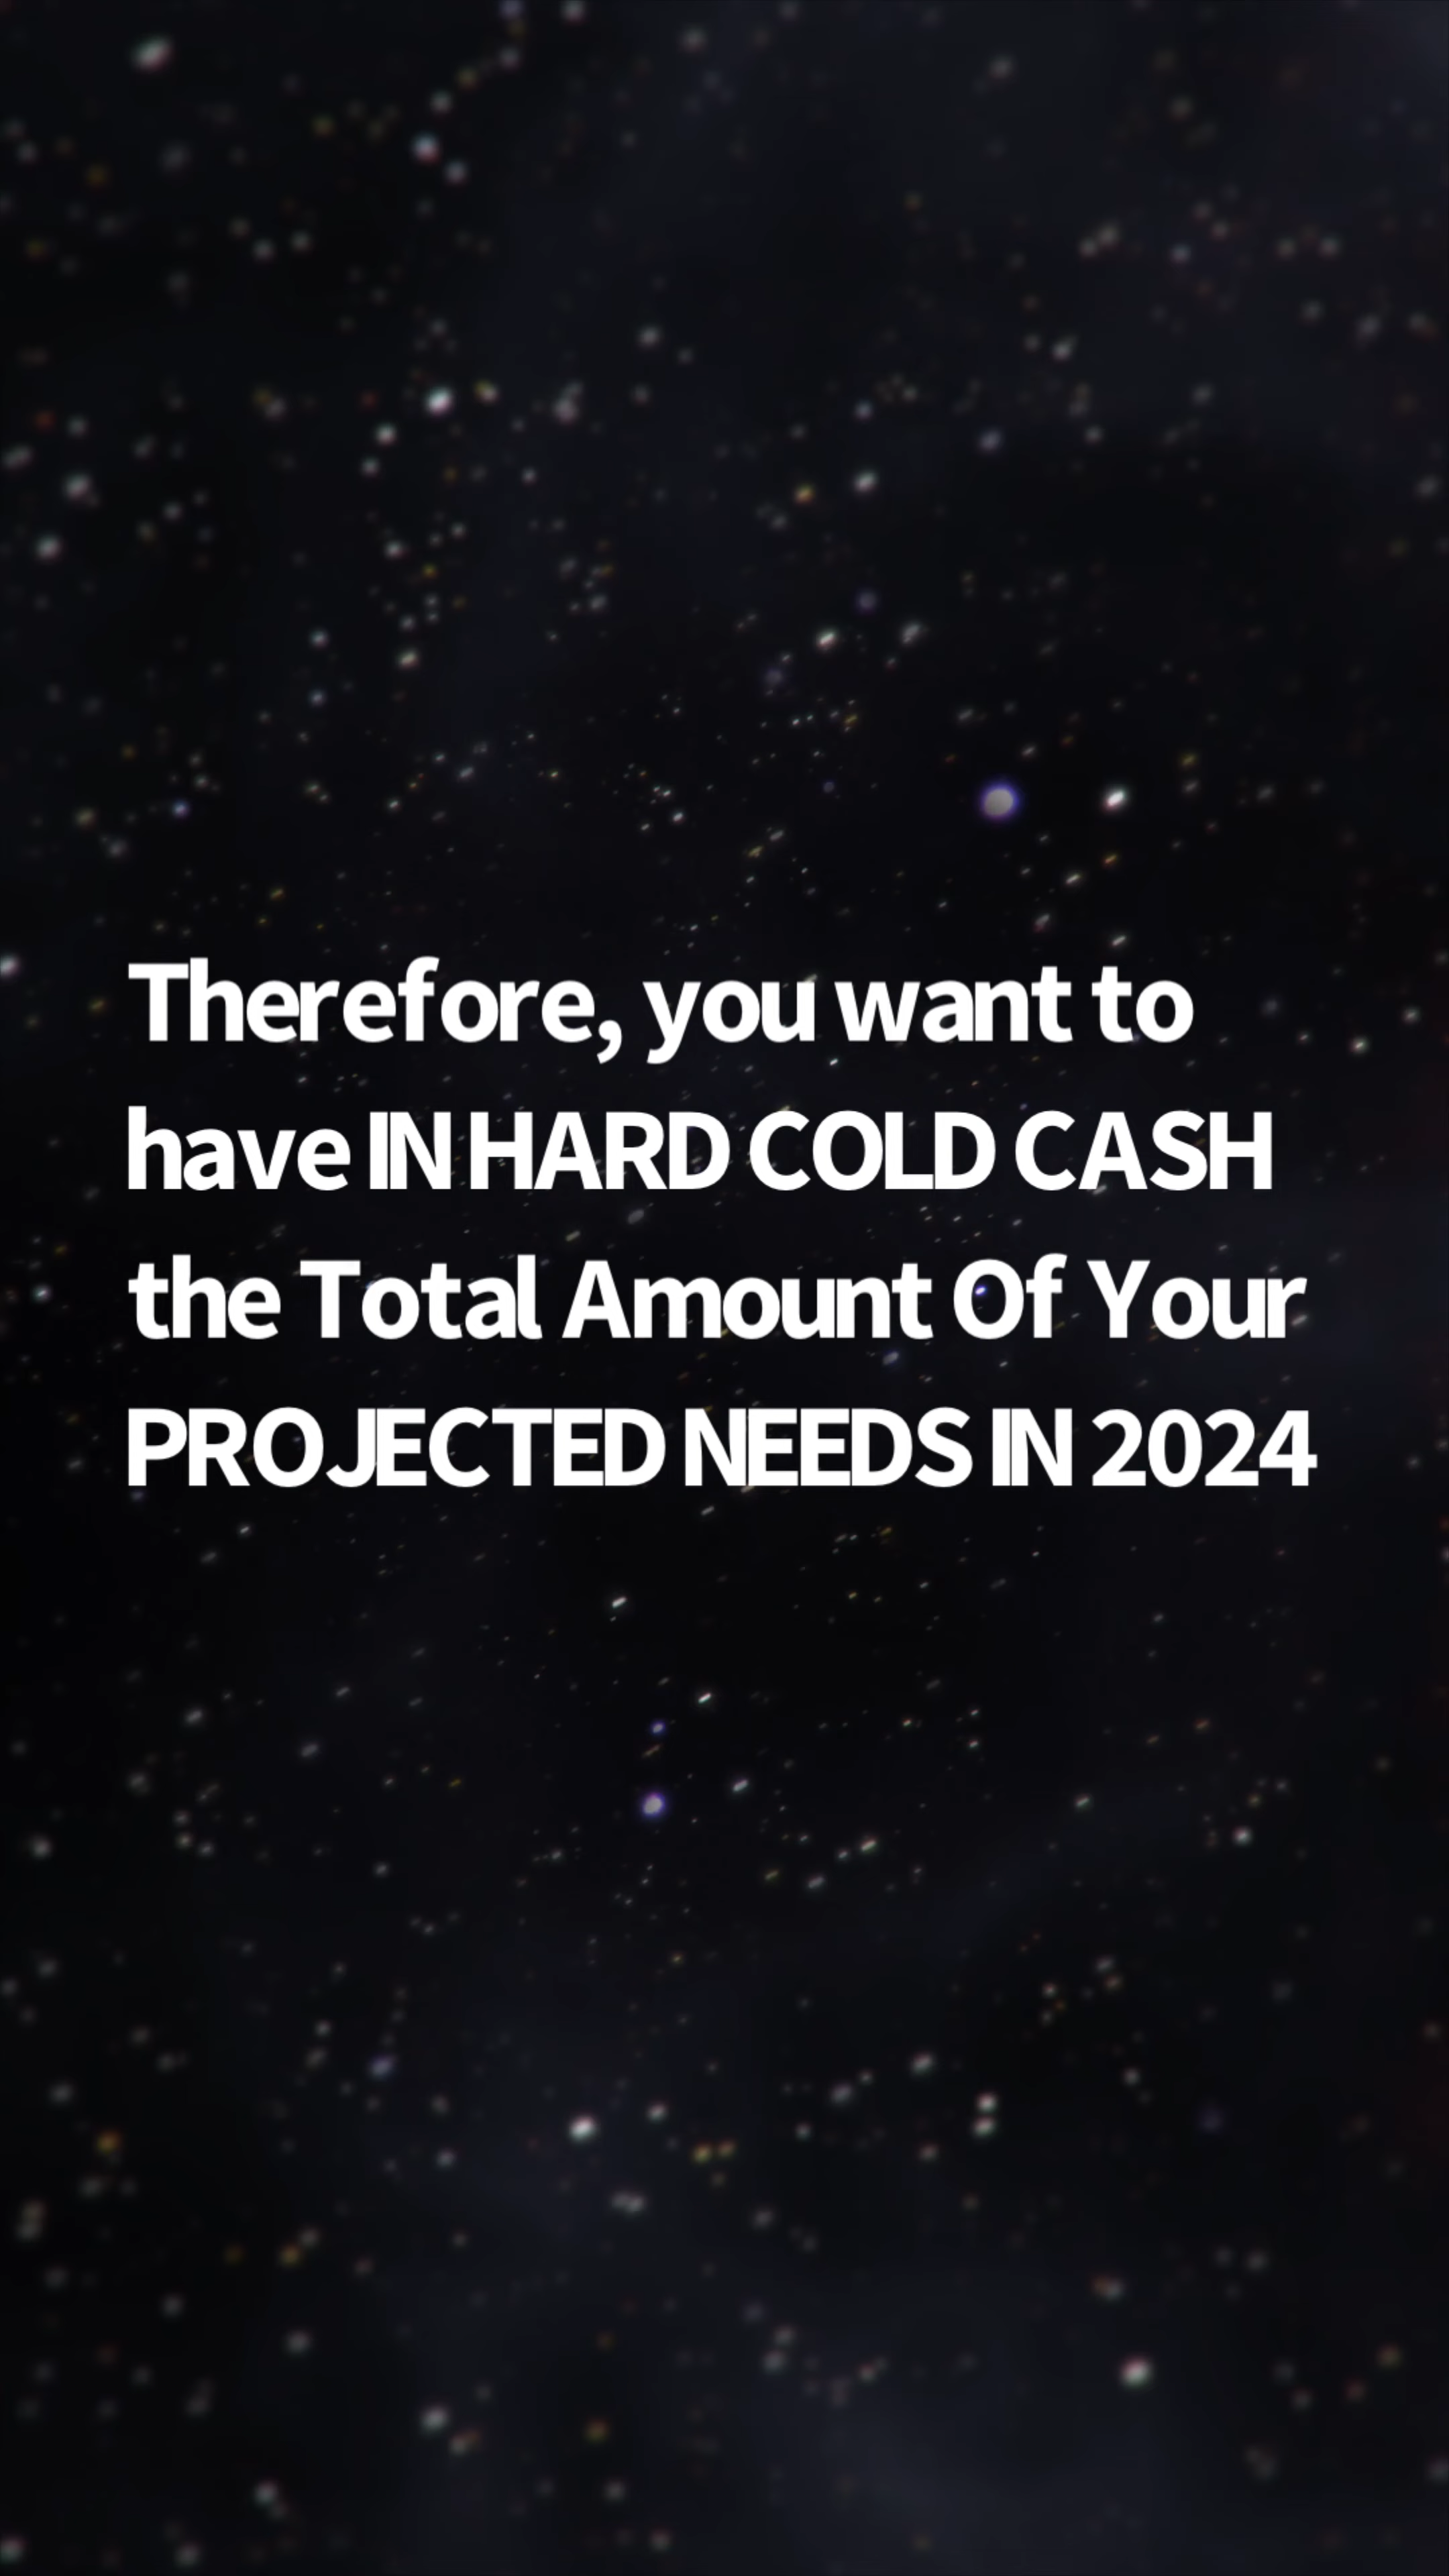 Therefore, you want to
have IN HARD COLD CASH
the Total Amount Of Your
PROJECTED NEEDS IN 2024